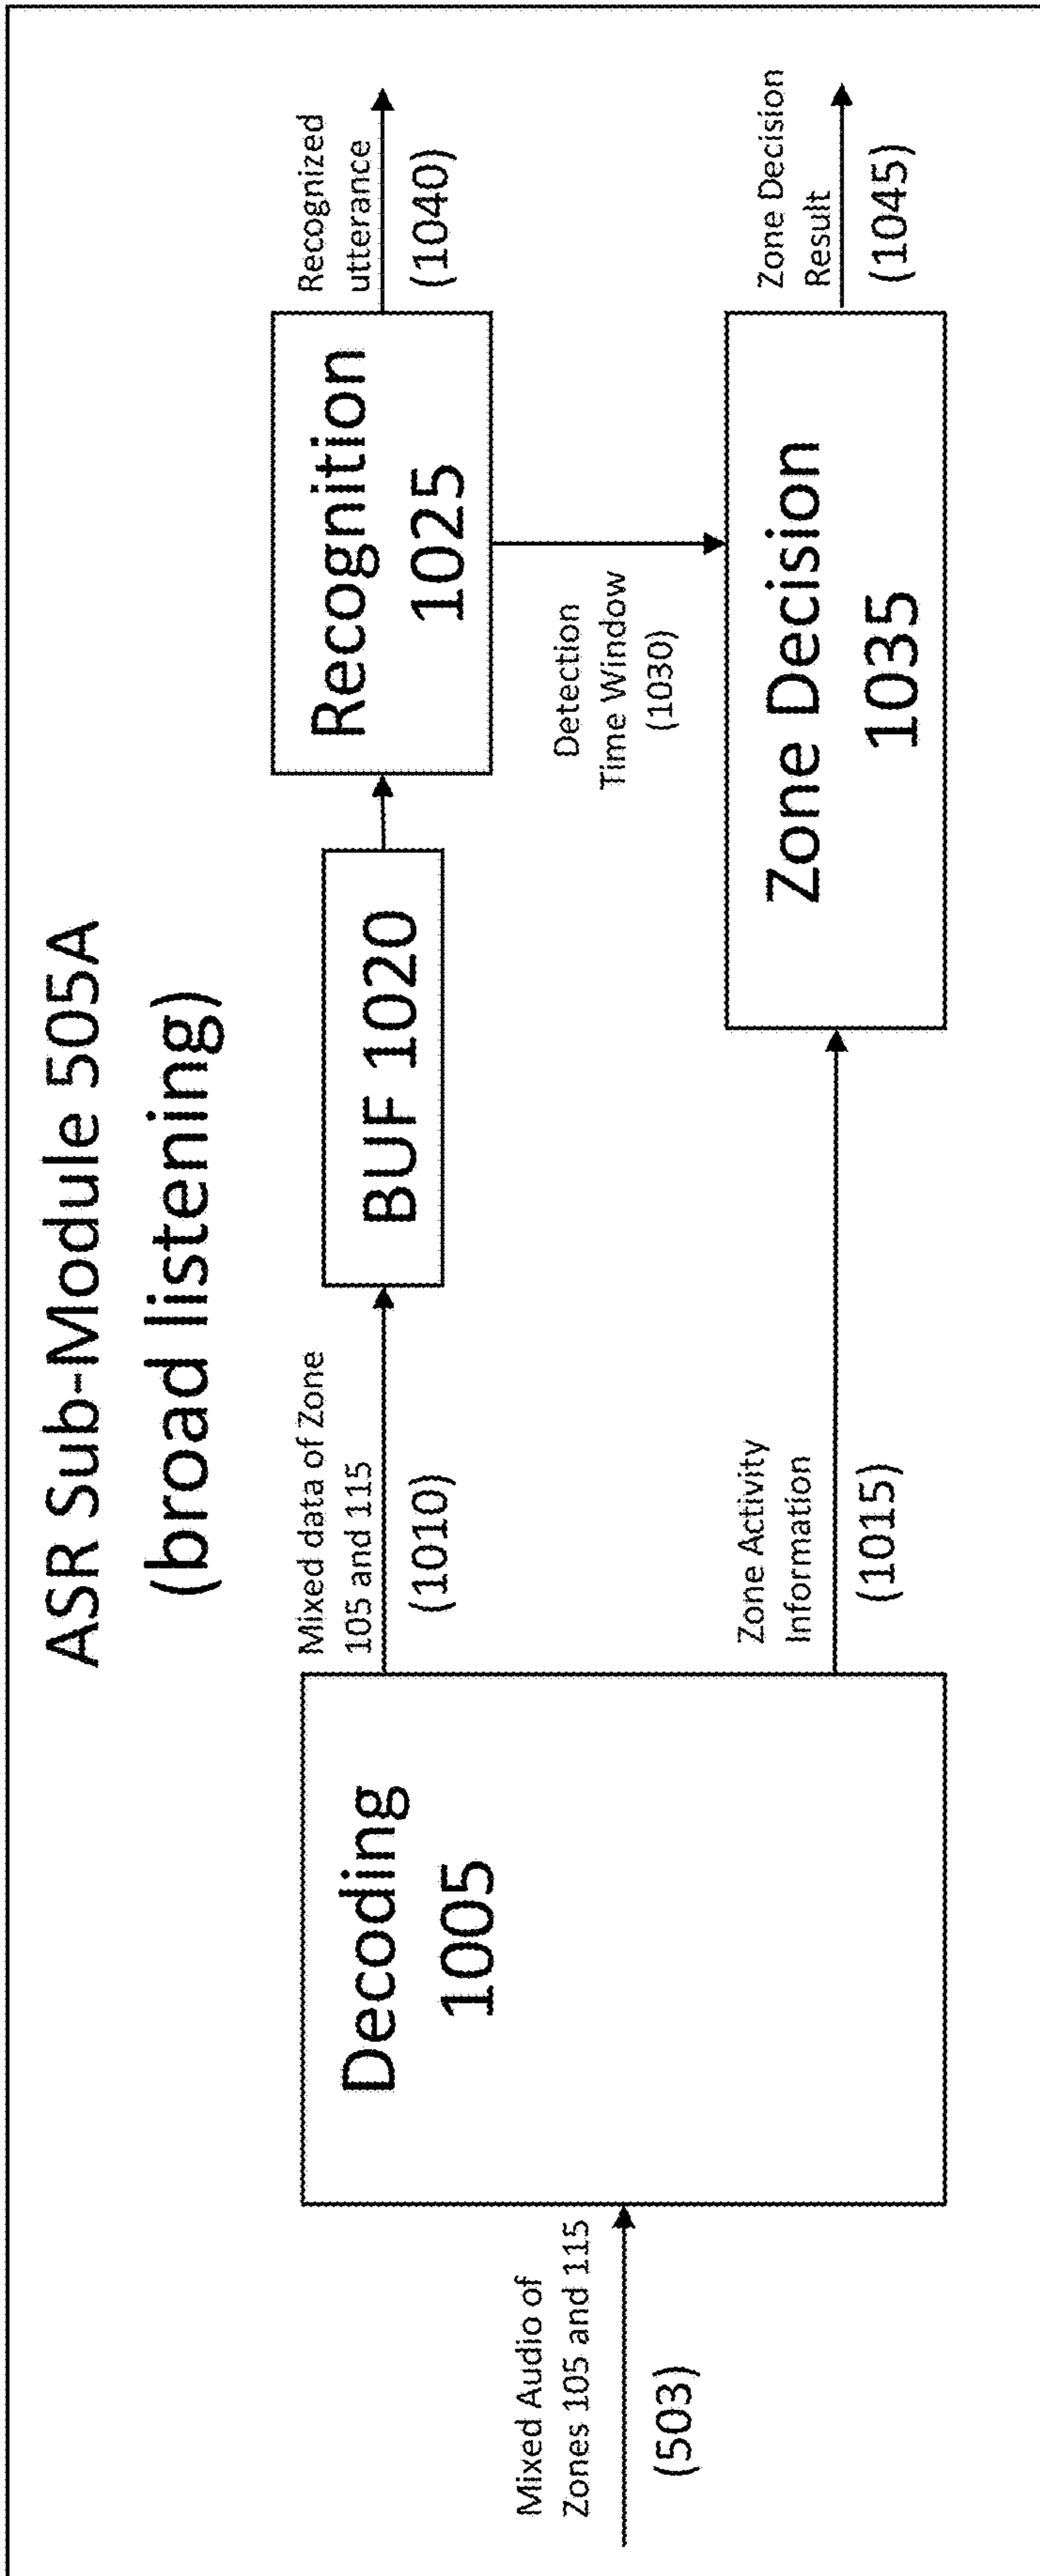 ASR Sub-Module 505A
(broad listening)
Mixed Audio of
Zones 105 and 115
(503)
Decoding
1005
Mixed data of Zone
105 and 115
(1010)
BUF 1020
Recognition
1025
Recognized
utterance
(1040)
Detection
Time Window
(1030)
Zone Activity
Information
(1015)
Zone Decision
1035
Zone Decision
Result
(1045)